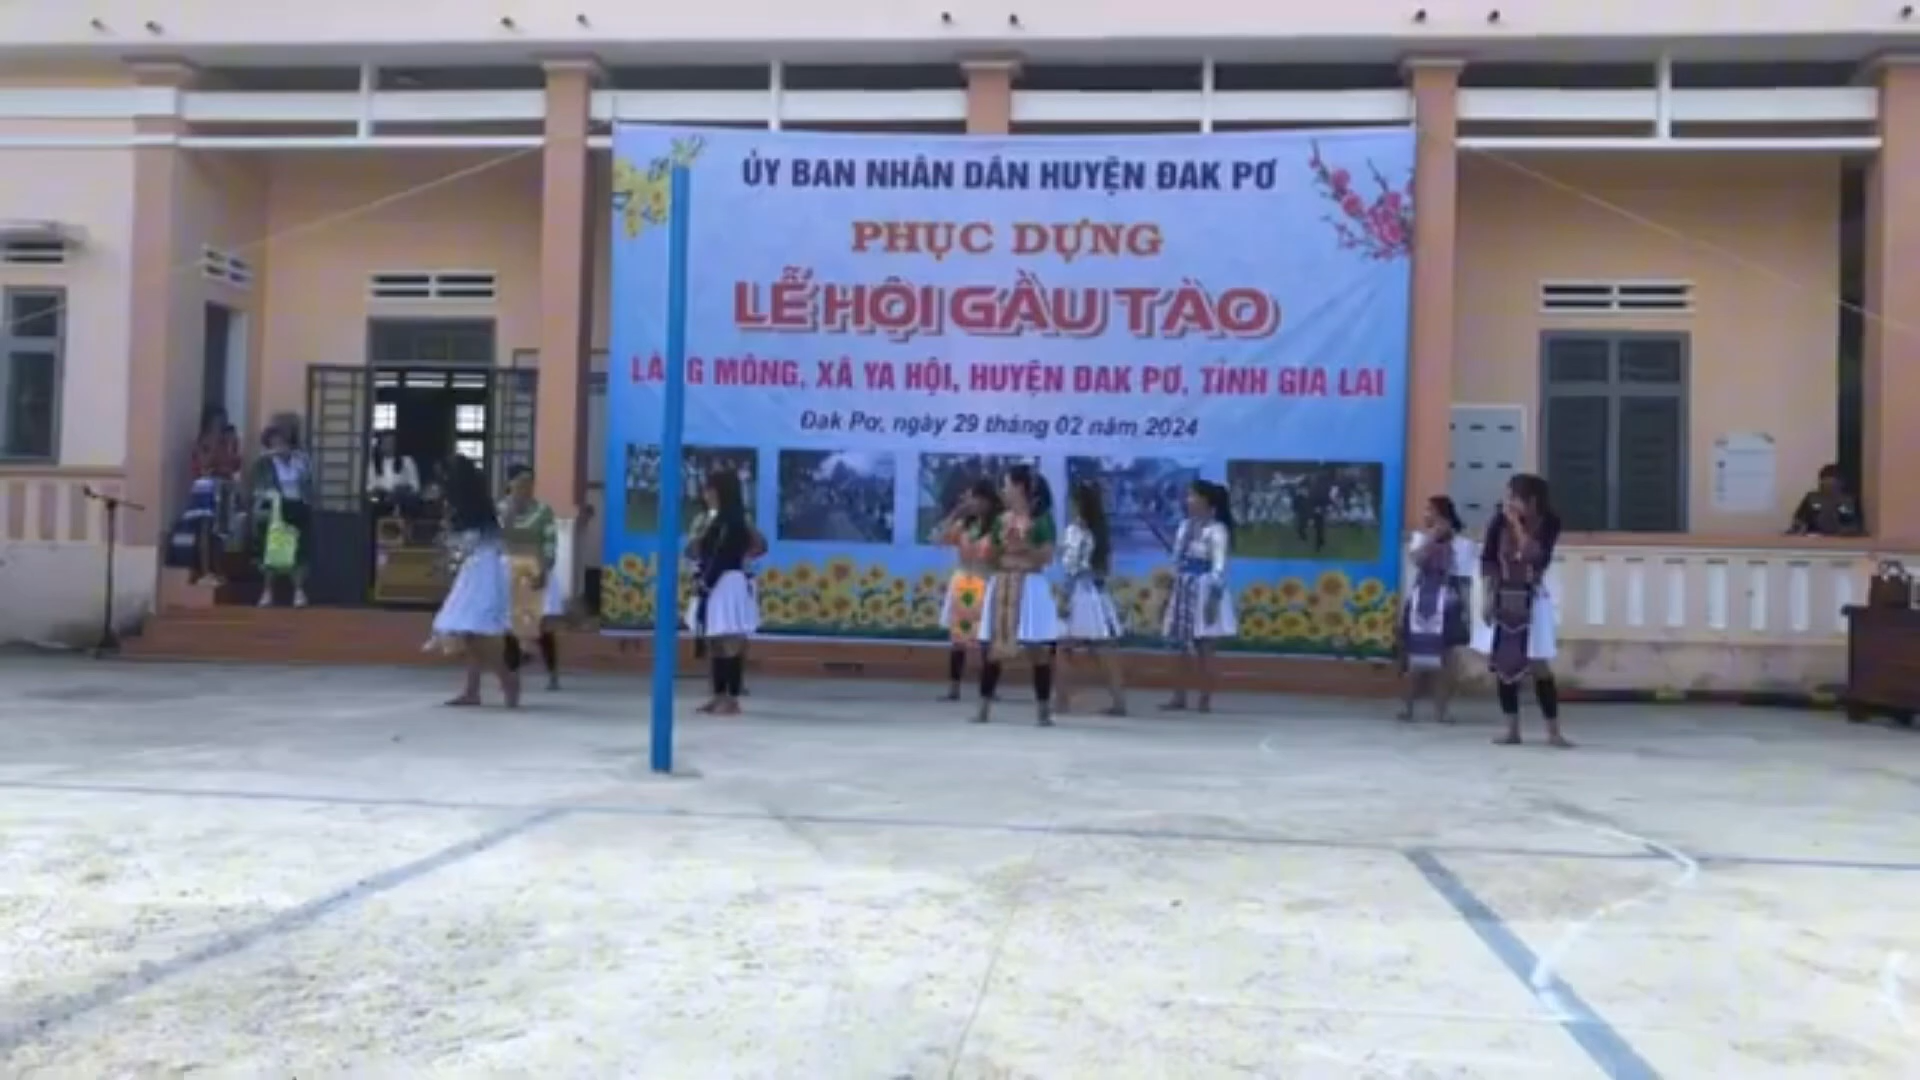 ỦY BAN NHÂN DÂN HUYỆN ĐAK PƠ
PHỤC DỰNG
LỄ HỘI GẦU TÀO
MÔNG, XÃ YA HỘI, HUYỆN ĐAK PƠ, TỈNH GIA LAI
Đak Pơ, ngày 29 tháng 02 năm 2024